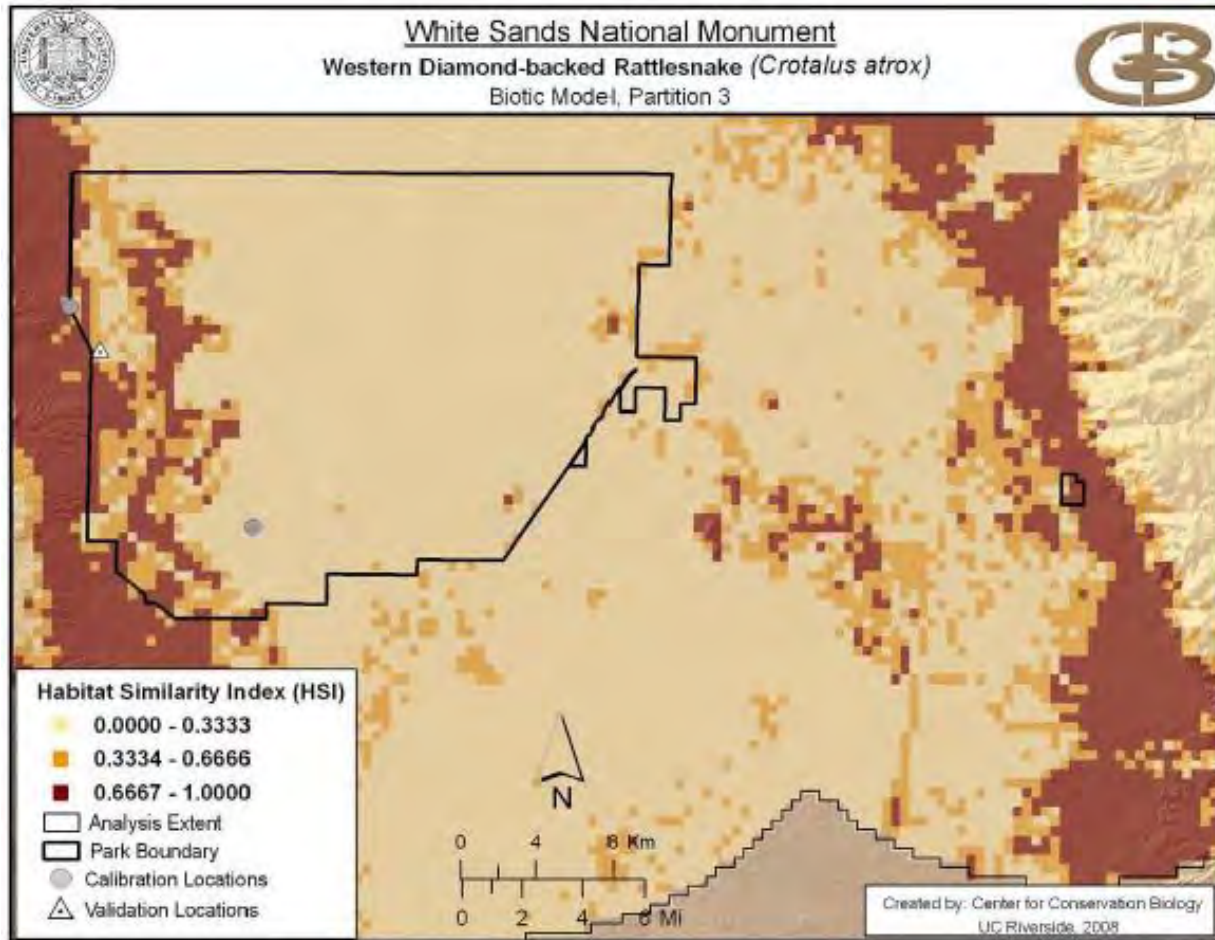 White Sands National Monument
Western Diamond-backed Rattlesnake (Crotalus atrox)
Biotic Model, Partition 3
Habitat Similarity Index (HSI)
0.0000 - 0.3333
0.3334 - 0.6666
0.6667 - 1.0000
Analysis Extent
Park Boundary
Calibration Locations
Validation Locations
N
0 4 8 Km
0 2 4 6 Mi
Created by: Center for Conservation Biology
UC Riverside, 2008